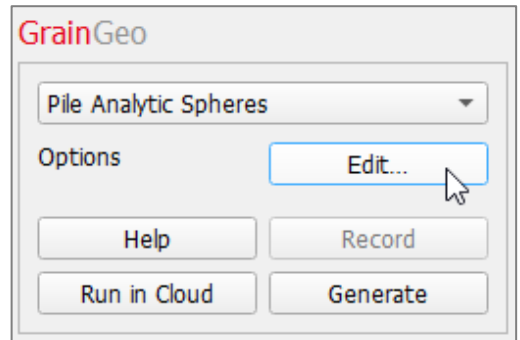 GrainGeo
Pile Analytic Spheres
Options Edit...
Help Record
Run in Cloud Generate